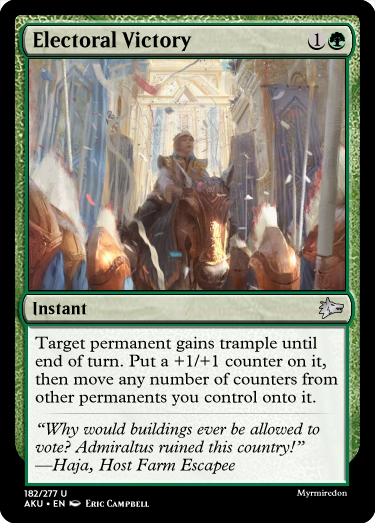 Electoral Victory 1
Instant
Target permanent gains trample until
end of turn. Put a +1/+1 counter on it,
then move any number of counters from
other permanents you control onto it.
“Why would buildings ever be allowed to
vote? Admiraltus ruined this country!”
—Haja, Host Farm Escapee
182/277 U
Myrmiredon
AKU • EN Eric Campbell